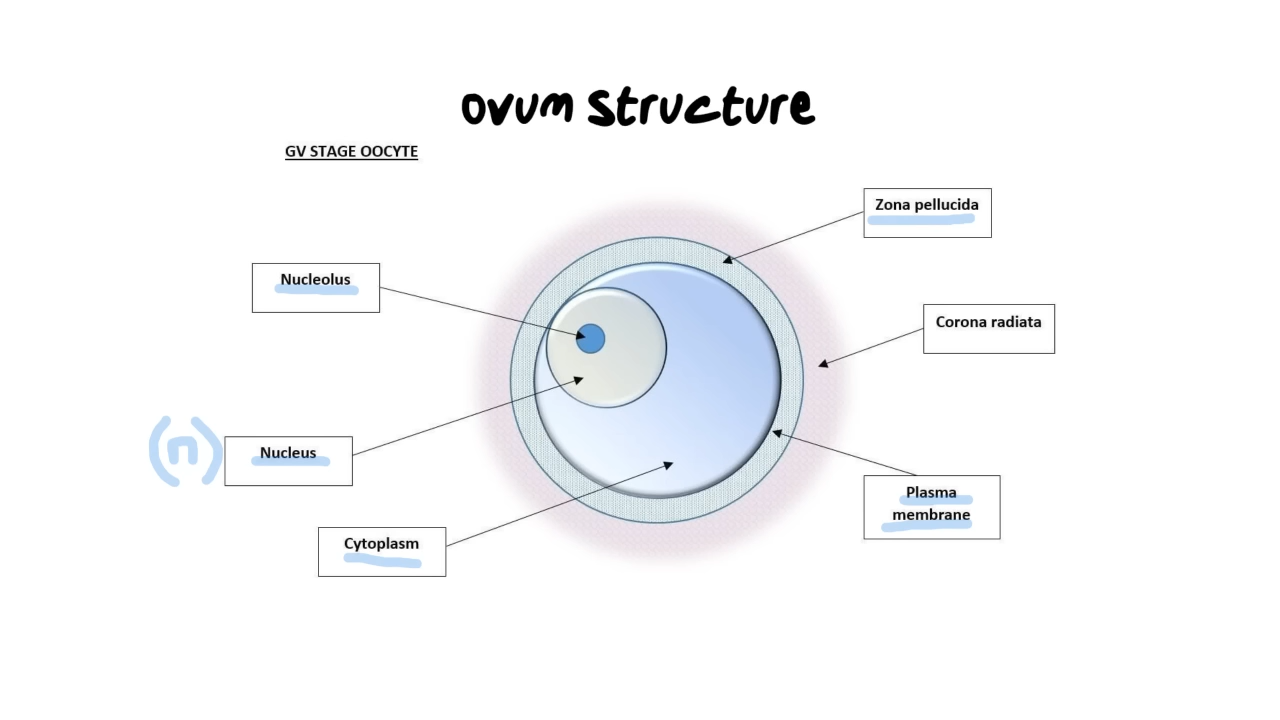 ovum structure
GV STAGE OOCYTE
Zona pellucida
Nucleolus
Corona radiata
(n)
Nucleus
Plasma
membrane
Cytoplasm